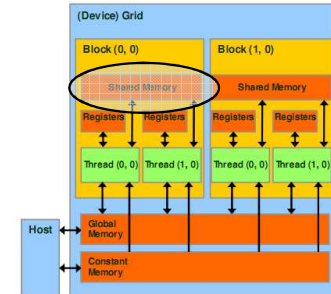 (Device) Grid
Block (0, 0)
Block (1, 0)
Shared Memory
Shared Memory
Registers
Registers
Registers
Registers
Thread (0, 0)
Thread (1, 0)
Thread (0, 0)
Thread (1, 0)
Host
Global
Memory
Constant
Memory